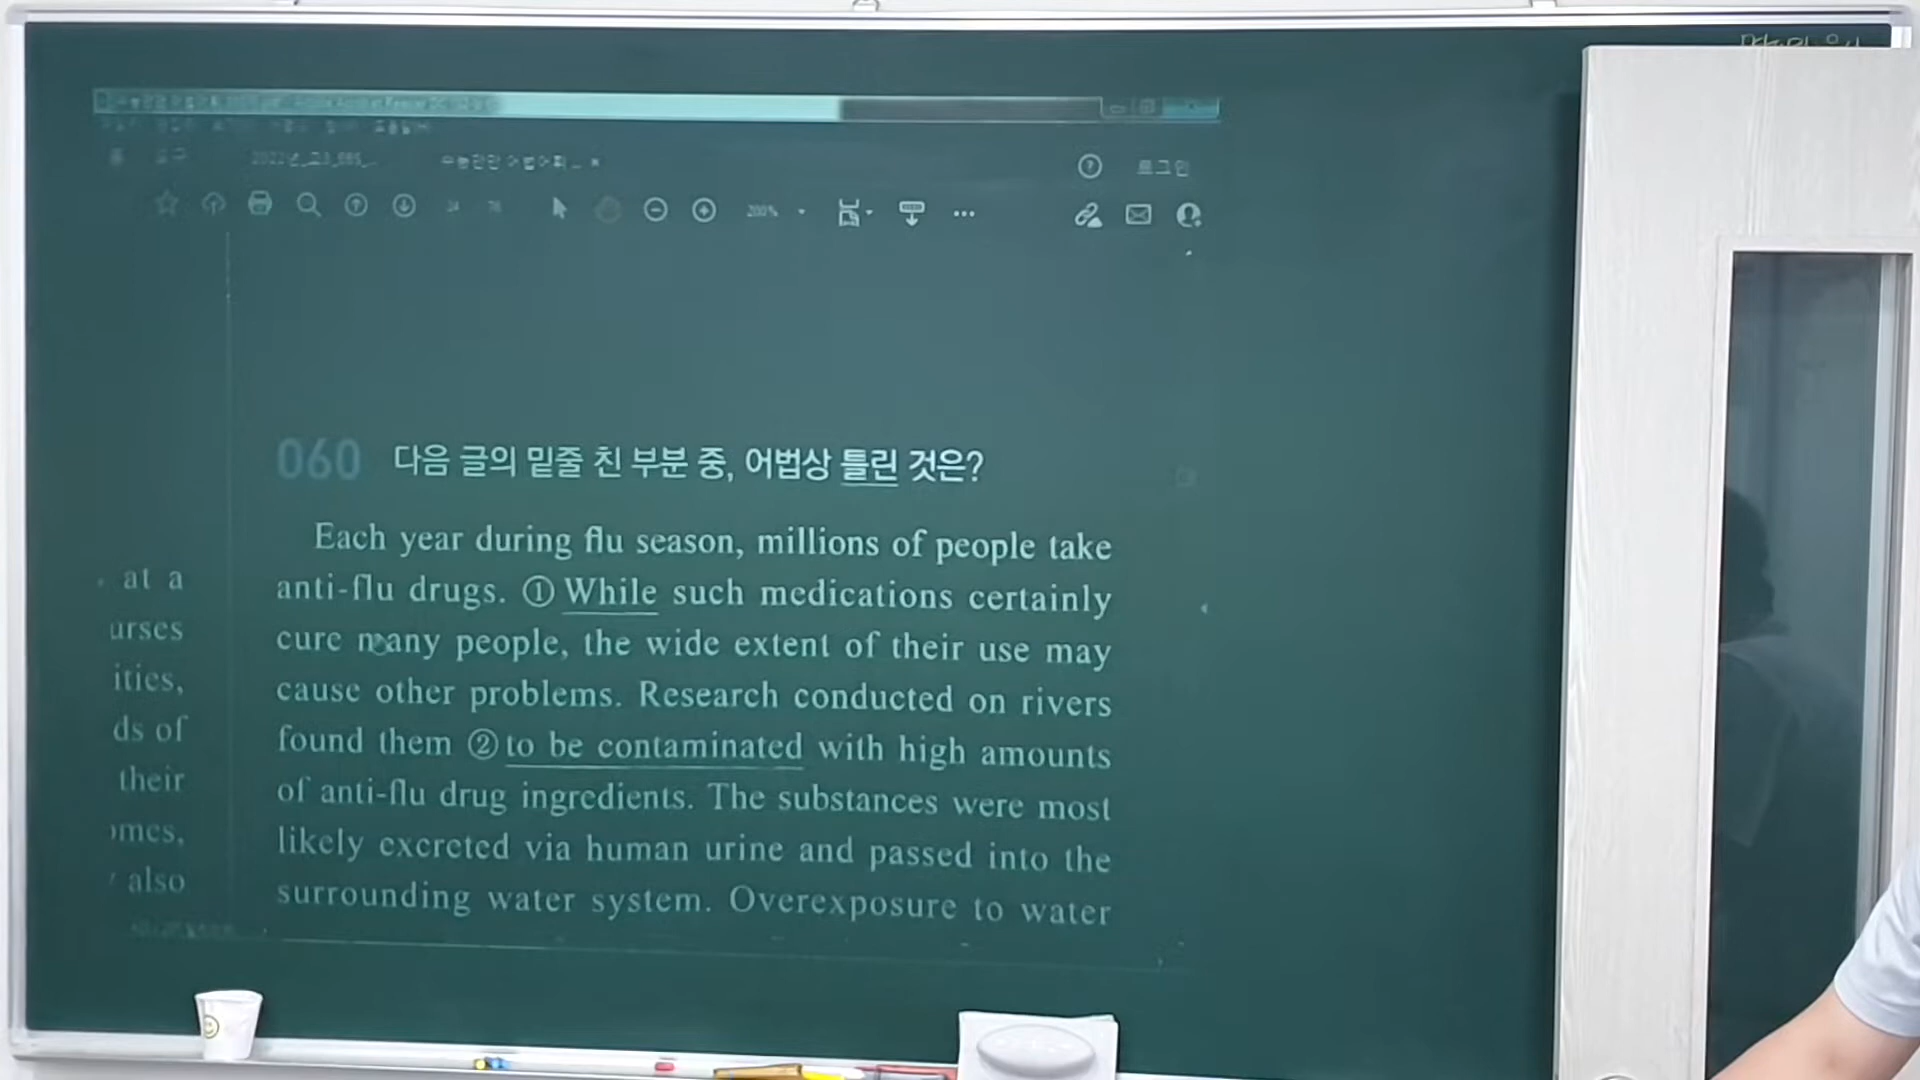 로그인
200%
060 다음 글의 밑줄 친 부분 중, 어법상 틀린 것은?
Each year during flu season, millions of people take
anti-flu drugs. ① While such medications certainly
cure many people, the wide extent of their use may
cause other problems. Research conducted on rivers
found them ② to be contaminated with high amounts
of anti-flu drug ingredients. The substances were most
likely excreted via human urine and passed into the
surrounding water system. Overexposure to water
at a
urses
ities,
ds of
their
omes,
also